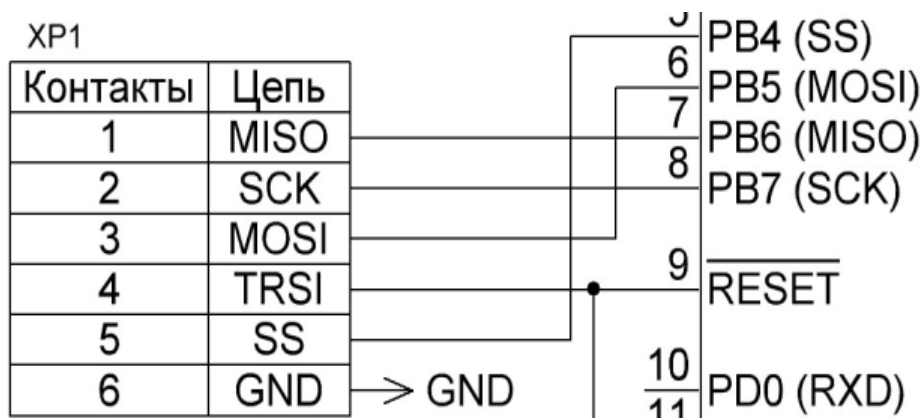 XP1
Контакты Цепь
1 MISO
2 SCK
3 MOSI
4 TRSI
5 SS
6 GND
GND
PB4 (SS)
6 PB5 (MOSI)
7 PB6 (MISO)
8 PB7 (SCK)
9 RESET
10 PD0 (RXD)
11